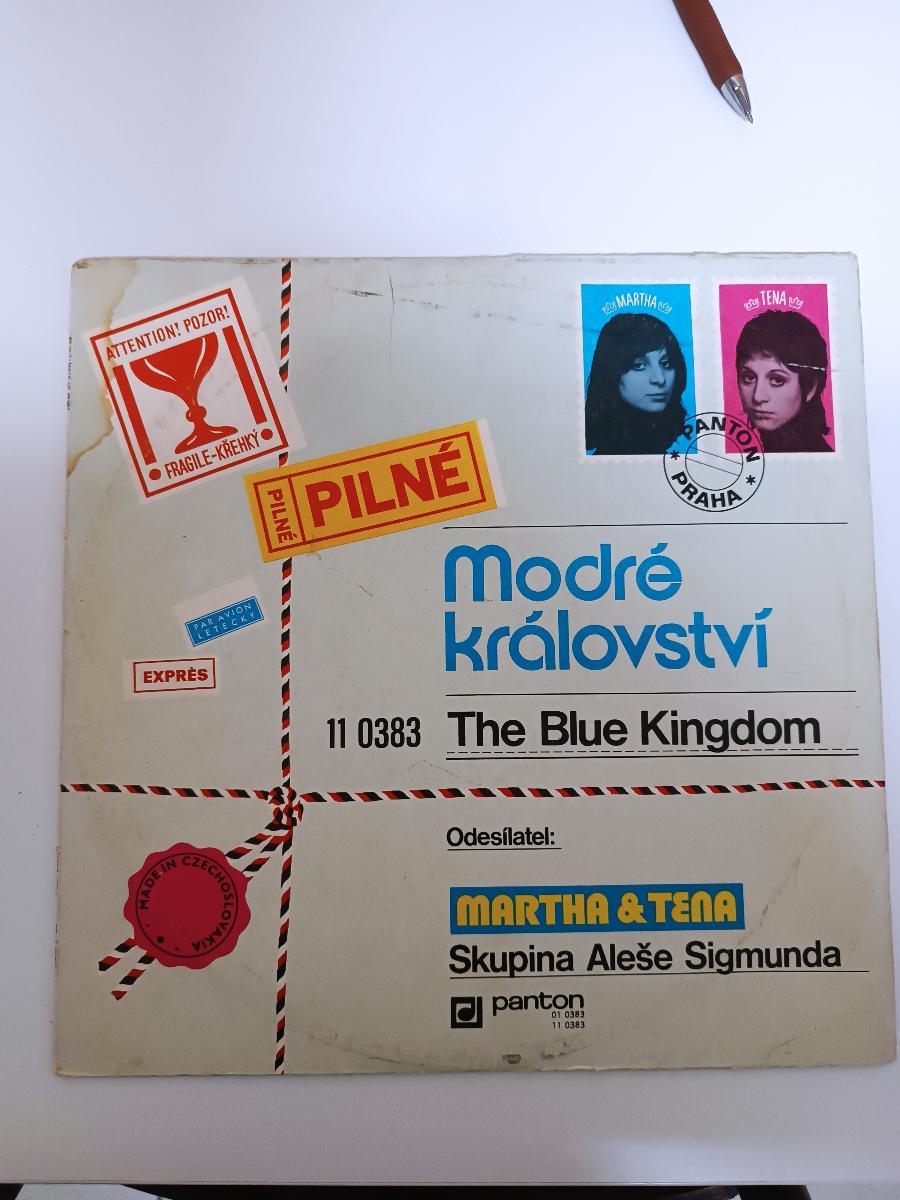 ATTENTION! POZOR!
FRAGILE-KŘEHKÝ
PILNÉ
PILNÉ
PAR AVION
LETECKY
EXPRÈS
MARTHA
TENA
* PANTON *
PRAHA
Modré
království
11 0383
The Blue Kingdom
Odesílatel:
MARTHA & TENA
Skupina Aleše Sigmunda
panton
01 0383
11 0383
MADE IN CZECHOSLOVAKIA